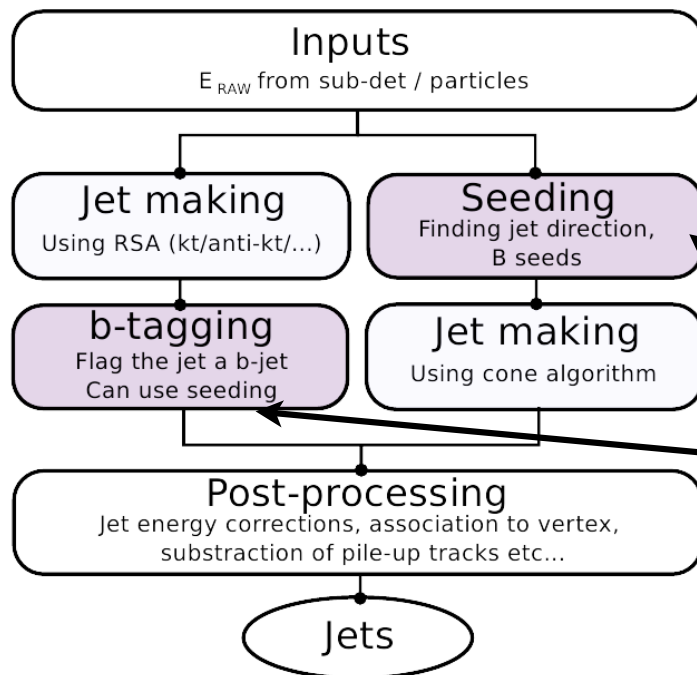 Inputs
E RAW from sub-det / particles
Jet making
Using RSA (kt/anti-kt/...)
Seeding
Finding jet direction,
B seeds
b-tagging
Flag the jet a b-jet
Can use seeding
Jet making
Using cone algorithm
Post-processing
Jet energy corrections, association to vertex,
substraction of pile-up tracks etc...
Jets